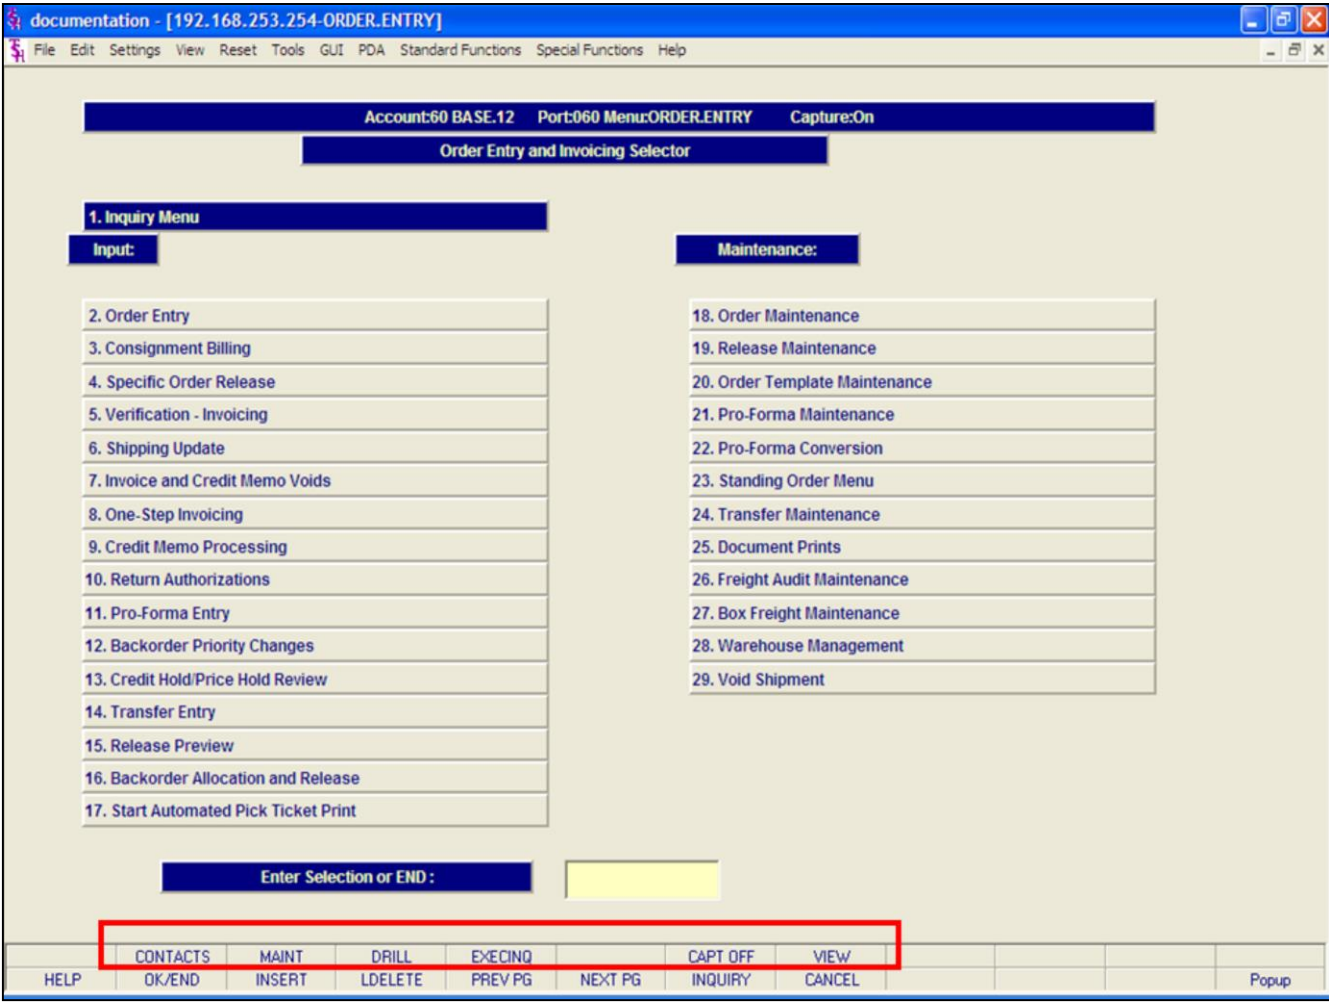 documentation - [192.168.253.254-ORDER.ENTRY]
File Edit Settings View Reset Tools GUI PDA Standard Functions Special Functions Help
Account:60 BASE.12 Port:060 Menu:ORDER.ENTRY Capture:On
Order Entry and Invoicing Selector
1. Inquiry Menu
Input:
2. Order Entry
3. Consignment Billing
4. Specific Order Release
5. Verification - Invoicing
6. Shipping Update
7. Invoice and Credit Memo Voids
8. One-Step Invoicing
9. Credit Memo Processing
10. Return Authorizations
11. Pro-Forma Entry
12. Backorder Priority Changes
13. Credit Hold/Price Hold Review
14. Transfer Entry
15. Release Preview
16. Backorder Allocation and Release
17. Start Automated Pick Ticket Print
Maintenance:
18. Order Maintenance
19. Release Maintenance
20. Order Template Maintenance
21. Pro-Forma Maintenance
22. Pro-Forma Conversion
23. Standing Order Menu
24. Transfer Maintenance
25. Document Prints
26. Freight Audit Maintenance
27. Box Freight Maintenance
28. Warehouse Management
29. Void Shipment
Enter Selection or END :
CONTACTS MAINT DRILL EXECINQ CAPT OFF VIEW
HELP OK/END INSERT LDELETE PREV PG NEXT PG INQUIRY CANCEL Popup